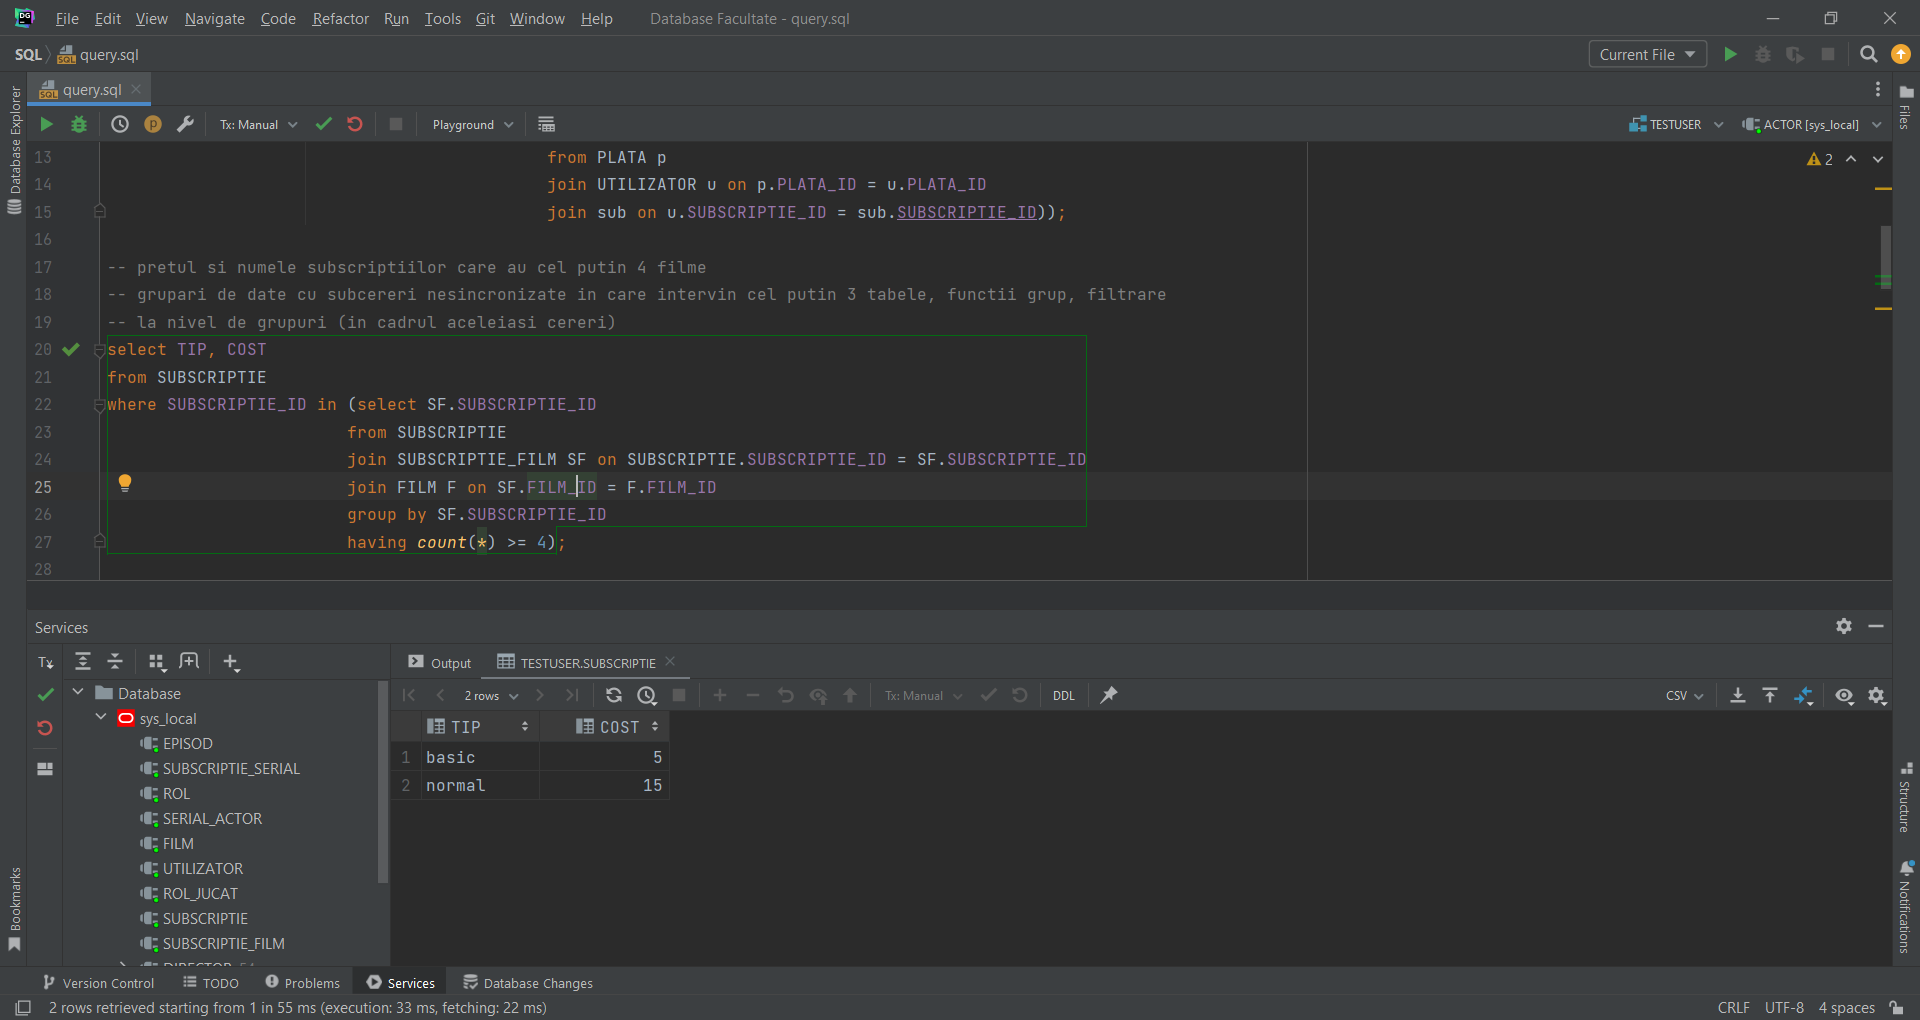 File Edit View Navigate Code Refactor Run Tools Git Window Help Database Facultate - query.sql
SQL query.sql Current File
query.sql
Tx: Manual Playground TESTUSER ACTOR [sys_local]
13 from PLATA p
2
14 join UTILIZATOR u on p.PLATA_ID = u.PLATA_ID
15 join sub on u.SUBSCRIPTIE_ID = sub.SUBSCRIPTIE_ID));
16
17 -- pretul si numele subscriptiilor care au cel putin 4 filme
18 -- grupari de date cu subcereri nesincronizate in care intervin cel putin 3 tabele, functii grup, filtrare
19 -- la nivel de grupuri (in cadrul aceleiasi cereri)
20 select TIP, COST
21 from SUBSCRIPTIE
22 where SUBSCRIPTIE_ID in (select SF.SUBSCRIPTIE_ID
23 from SUBSCRIPTIE
24 join SUBSCRIPTIE_FILM SF on SUBSCRIPTIE.SUBSCRIPTIE_ID = SF.SUBSCRIPTIE_ID
25 join FILM F on SF.FILM_ID = F.FILM_ID
26 group by SF.SUBSCRIPTIE_ID
27 having count(*) >= 4);
28
Database Explorer
Bookmarks
Files
Structure
Notifications
Services
Tx
Output TESTUSER.SUBSCRIPTIE
2 rows Tx: Manual DDL CSV
Database
sys_local
EPISOD
SUBSCRIPTIE_SERIAL
ROL
SERIAL_ACTOR
FILM
UTILIZATOR
ROL_JUCAT
SUBSCRIPTIE
SUBSCRIPTIE_FILM
TIP COST
1 basic 5
2 normal 15
Version Control TODO Problems Services Database Changes
2 rows retrieved starting from 1 in 55 ms (execution: 33 ms, fetching: 22 ms) CRLF UTF-8 4 spaces